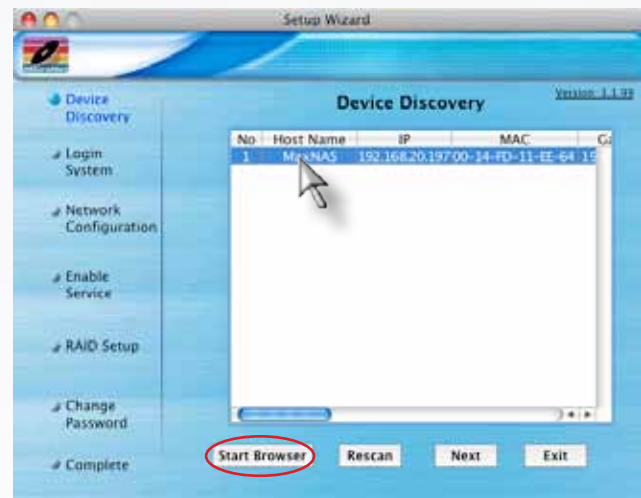 Setup Wizard
Version: 1.1.93
Device Discovery
Device
Discovery
Login
System
Network
Configuration
Enable
Service
RAID Setup
Change
Password
Complete
No Host Name IP MAC
1 MaxNAS 192.168.20.197 00-14-FD-11-EE-64
Start Browser Rescan Next Exit